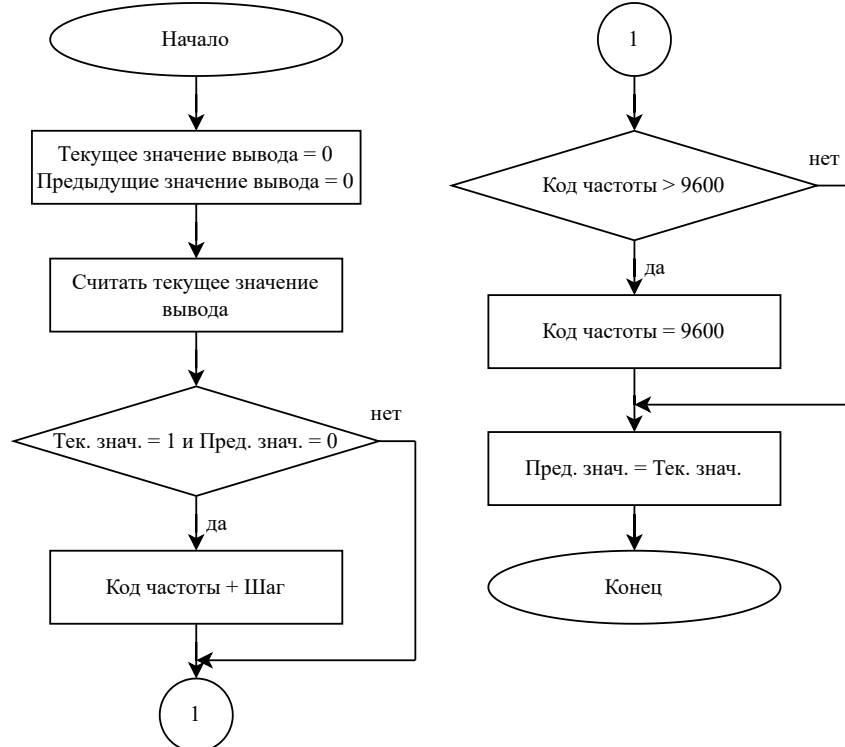 Начало
Текущее значение вывода = 0
Предыдущие значение вывода = 0
Считать текущее значение
вывода
Тек. знач. = 1 и Пред. знач. = 0
нет
да
Код частоты + Шаг
1
1
Код частоты > 9600
нет
да
Код частоты = 9600
Пред. знач. = Тек. знач.
Конец